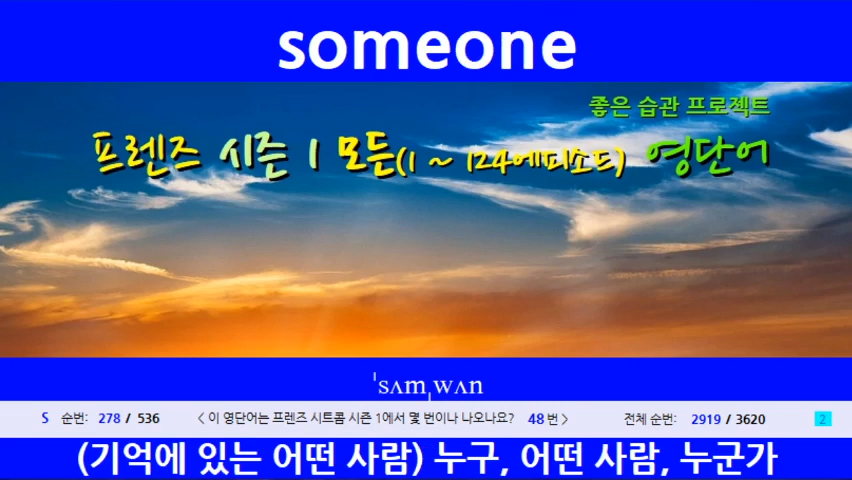 someone
좋은 습관 프로젝트
프렌즈 시즌 1 모든(1 ~ 124에피소드) 영단어
ˈsʌmˌwʌn
S 순번: 278 / 536 < 이 영단어는 프렌즈 시트콤 시즌 1에서 몇 번이나 나오나요? 48 번 > 전체 순번: 2919 / 3620 2
(기억에 있는 어떤 사람) 누구, 어떤 사람, 누군가